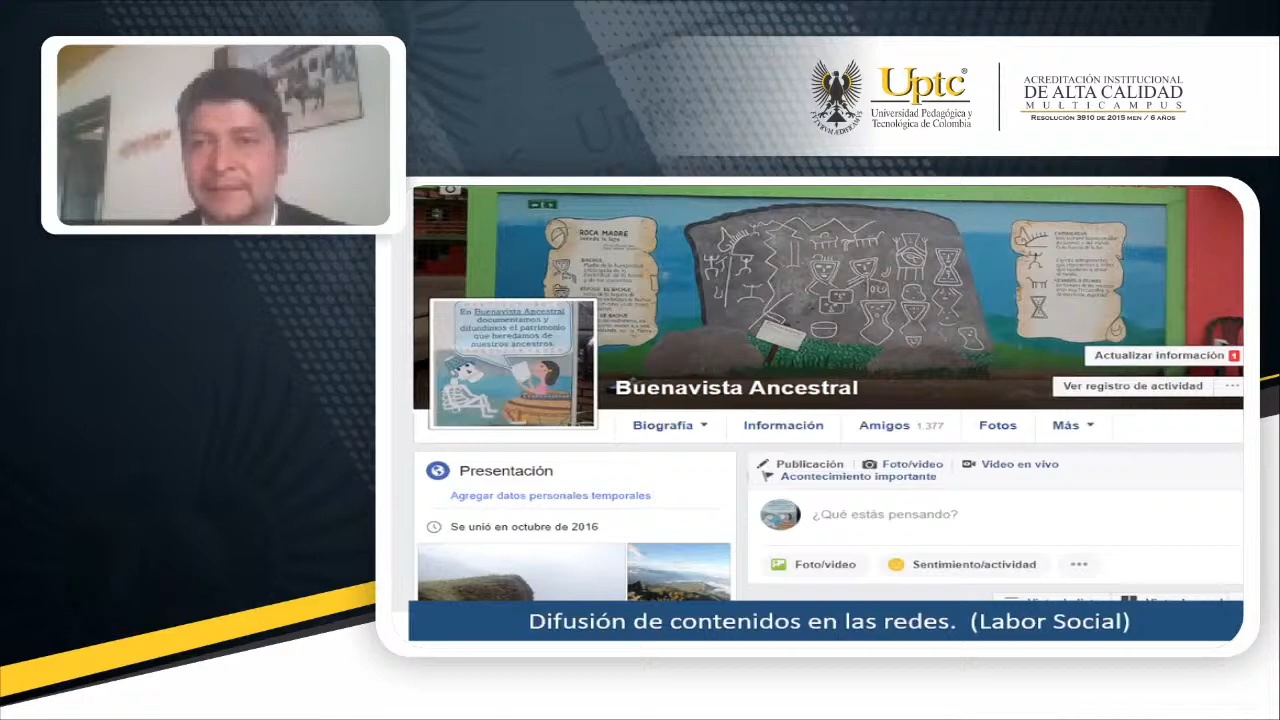 Uptc®
Universidad Pedagógica y
Tecnológica de Colombia
ACREDITACIÓN INSTITUCIONAL
DE ALTA CALIDAD
MULTICAMPUS
RESOLUCIÓN 3910 DE 2015 MEN / 6 AÑOS
ROCA MADRE
BACHUE
En Buenavista Ancestral
documentamos y
difundimos el patrimonio
que heredamos de
nuestros ancestros.
Actualizar información 1
Buenavista Ancestral
Ver registro de actividad ...
Biografía
Información
Amigos 1.377
Fotos
Más
Presentación
Agregar datos personales temporales
Se unió en octubre de 2016
Publicación
Foto/video
Video en vivo
Acontecimiento importante
¿Qué estás pensando?
Foto/video
Sentimiento/actividad
...
Difusión de contenidos en las redes. (Labor Social)